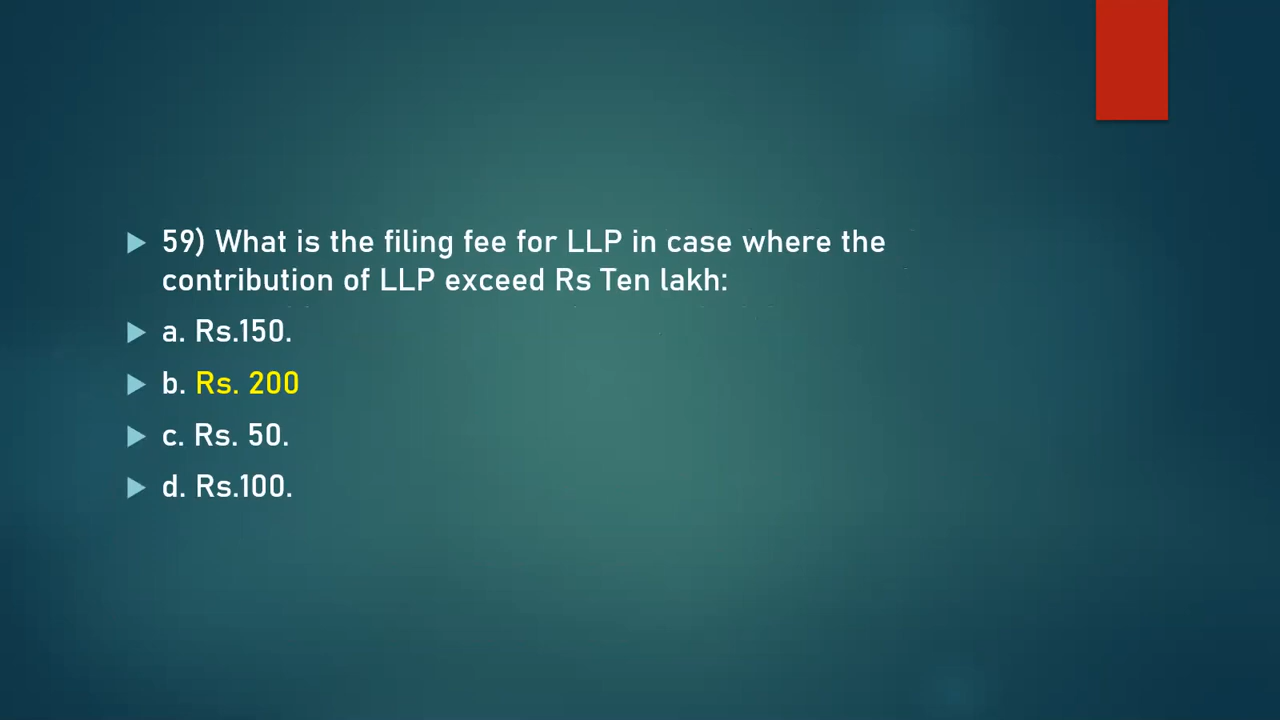 59) What is the filing fee for LLP in case where the
contribution of LLP exceed Rs Ten lakh:
a. Rs.150.
b. Rs. 200
c. Rs. 50.
d. Rs.100.